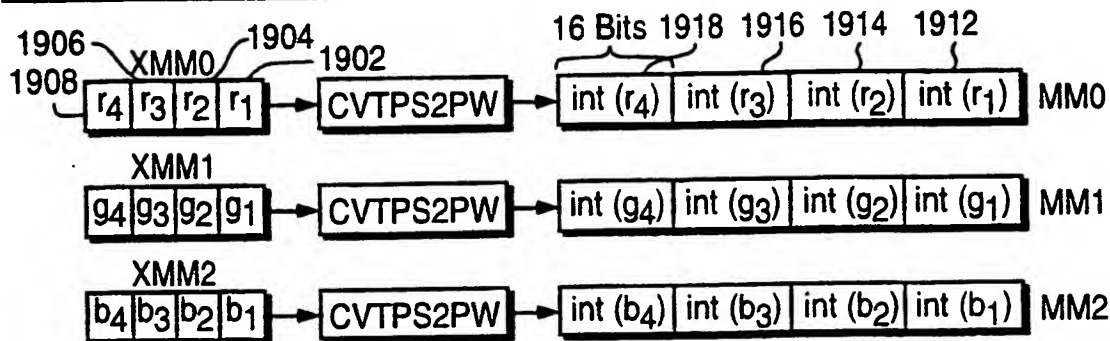 16 Bits 1918 1916 1914 1912
1906 XMM0 1904
1908 1902
r4 r3 r2 r1 CVTPS2PW int (r4) int (r3) int (r2) int (r1) MM0
XMM1
g4 g3 g2 g1 CVTPS2PW int (g4) int (g3) int (g2) int (g1) MM1
XMM2
b4 b3 b2 b1 CVTPS2PW int (b4) int (b3) int (b2) int (b1) MM2